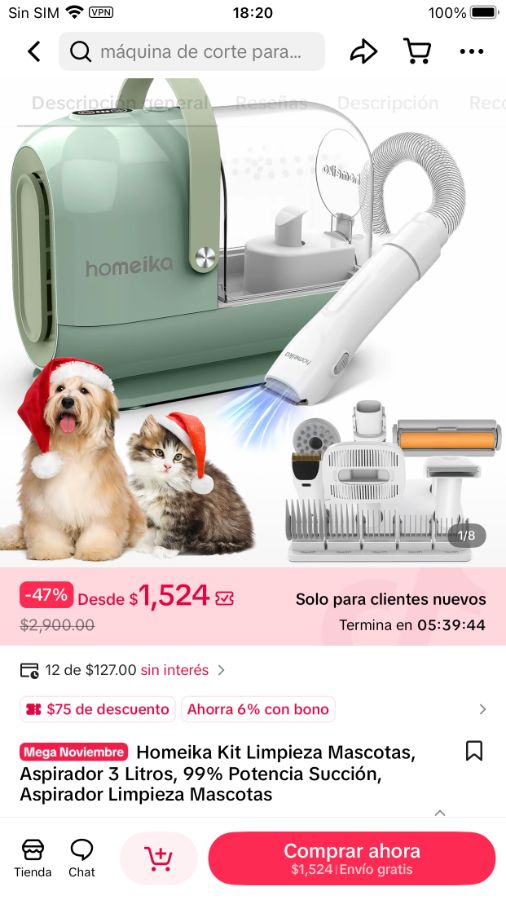 Sin SIM VPN 18:20 100%
máquina de corte para...
Descripción general Reseñas Descripción Reco
homeika
homeika
homeika
1/8
-47% Desde $1,524 Solo para clientes nuevos
$2,900.00 Termina en 05:39:44
12 de $127.00 sin interés
$75 de descuento Ahorra 6% con bono
Mega Noviembre Homeika Kit Limpieza Mascotas,
Aspirador 3 Litros, 99% Potencia Succión,
Aspirador Limpieza Mascotas
Comprar ahora
Tienda Chat $1,524 | Envío gratis